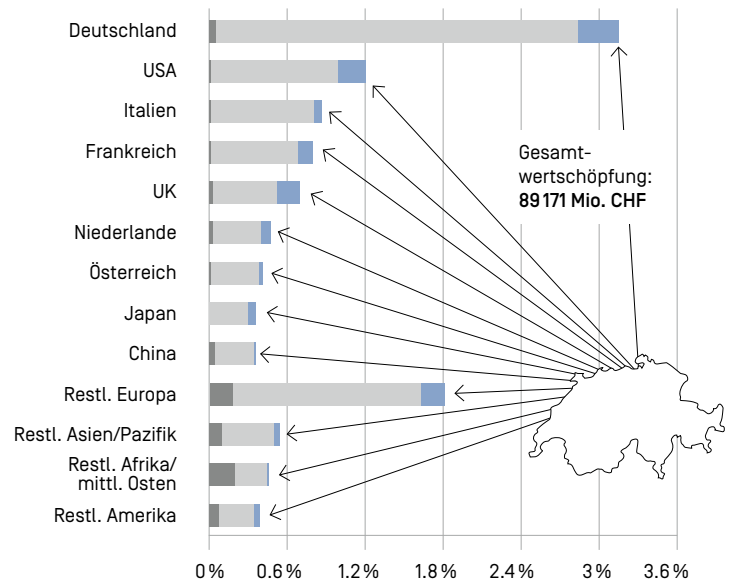 Deutschland
USA
Italien
Frankreich
UK
Niederlande
Österreich
Japan
China
Restl. Europa
Restl. Asien/Pazifik
Restl. Afrika/
mittl. Osten
Restl. Amerika
Gesamt-
wertschöpfung:
89 171 Mio. CHF
0 % 0.6 % 1.2 % 1.8 % 2.4 % 3 % 3.6 %